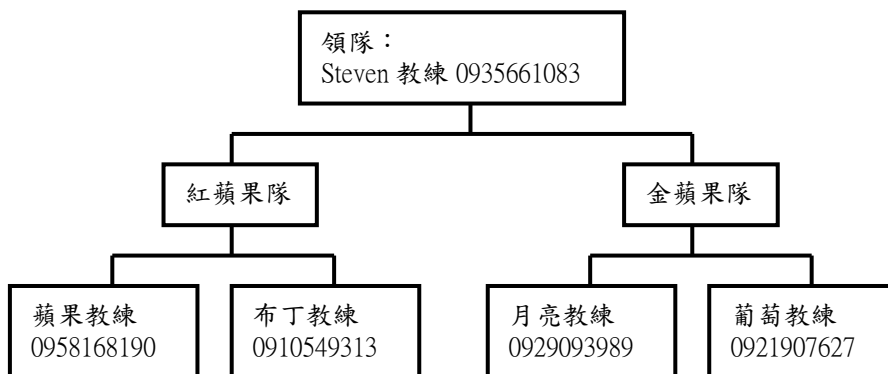 領隊：
Steven 教練 0935661083
紅蘋果隊
金蘋果隊
蘋果教練
0958168190
布丁教練
0910549313
月亮教練
0929093989
葡萄教練
0921907627